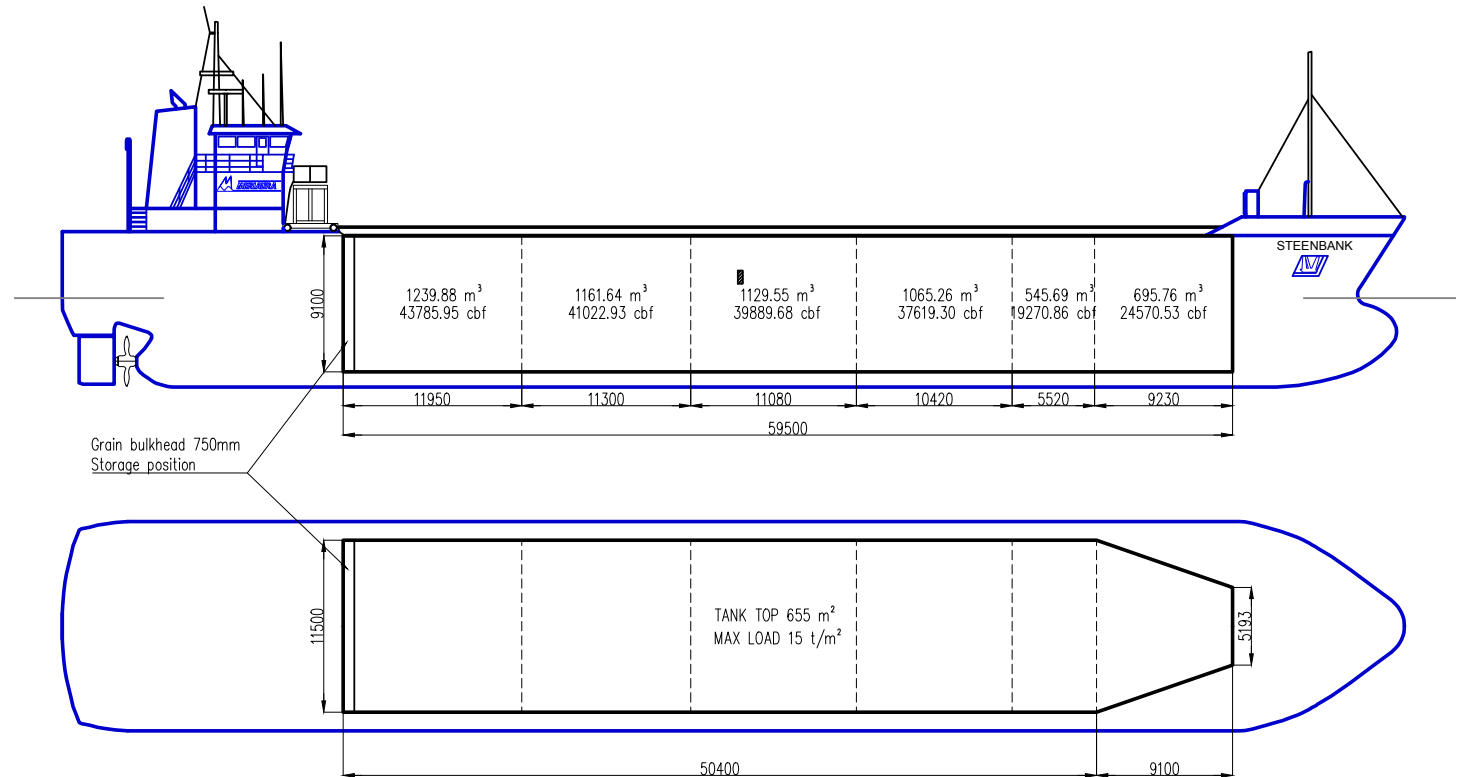 STEENBANK
1239.88 m³
43785.95 cbf
1161.64 m³
41022.93 cbf
1129.55 m³
39889.68 cbf
1065.26 m³
37619.30 cbf
545.69 m³
19270.86 cbf
695.76 m³
24570.53 cbf
9100
11950
11300
11080
10420
5520
9230
59500
Grain bulkhead 750mm
Storage position
11500
TANK TOP 655 m²
MAX LOAD 15 t/m²
5193
50400
9100